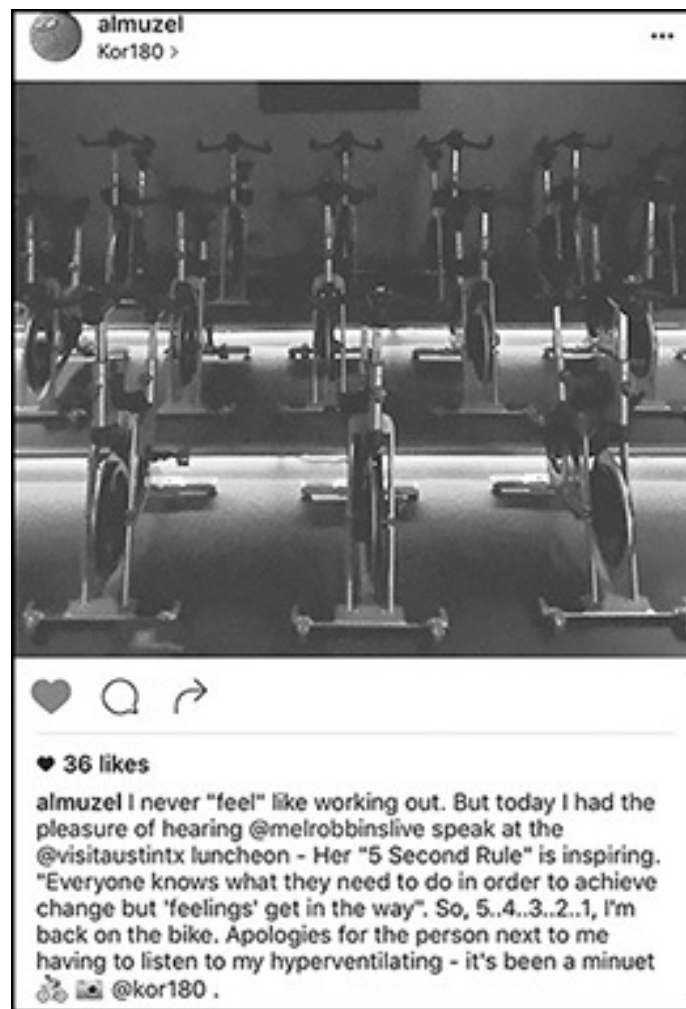 almuzel
Kor180 >
36 likes
almuzel I never "feel" like working out. But today I had the
pleasure of hearing @melrobbinslive speak at the
@visitaustintx luncheon - Her "5 Second Rule" is inspiring.
"Everyone knows what they need to do in order to achieve
change but 'feelings' get in the way". So, 5..4..3..2..1, I'm
back on the bike. Apologies for the person next to me
having to listen to my hyperventilating - it's been a minuet
🚴 📷 @kor180 .